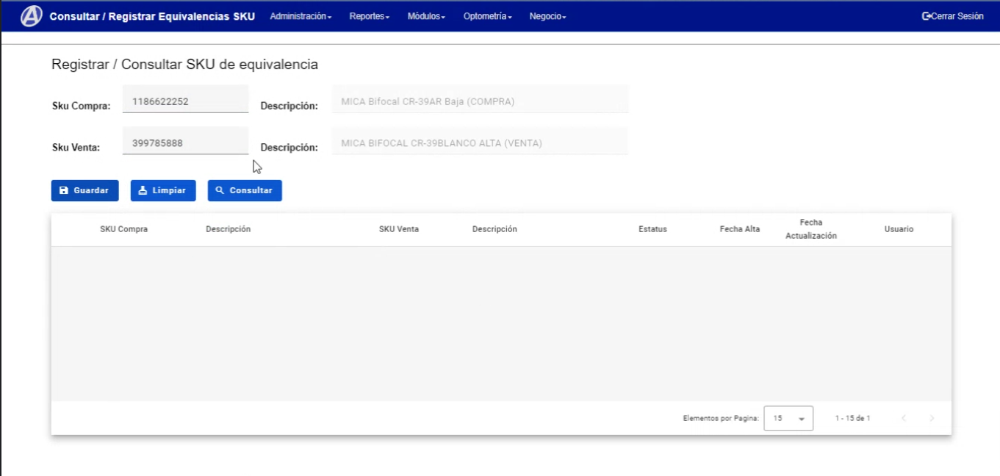 Consultar / Registrar Equivalencias SKU Administración Reportes Módulos Optometría Negocio Cerrar Sesión
Registrar / Consultar SKU de equivalencia
Sku Compra: 1186622252 Descripción: MICA Bifocal CR-39AR Baja (COMPRA)
Sku Venta: 399785888 Descripción: MICA BIFOCAL CR-39BLANCO ALTA (VENTA)
Guardar Limpiar Consultar
SKU Compra Descripción SKU Venta Descripción Estatus Fecha Alta Fecha Actualización Usuario
Elementos por Pagina: 15 1 - 15 de 1